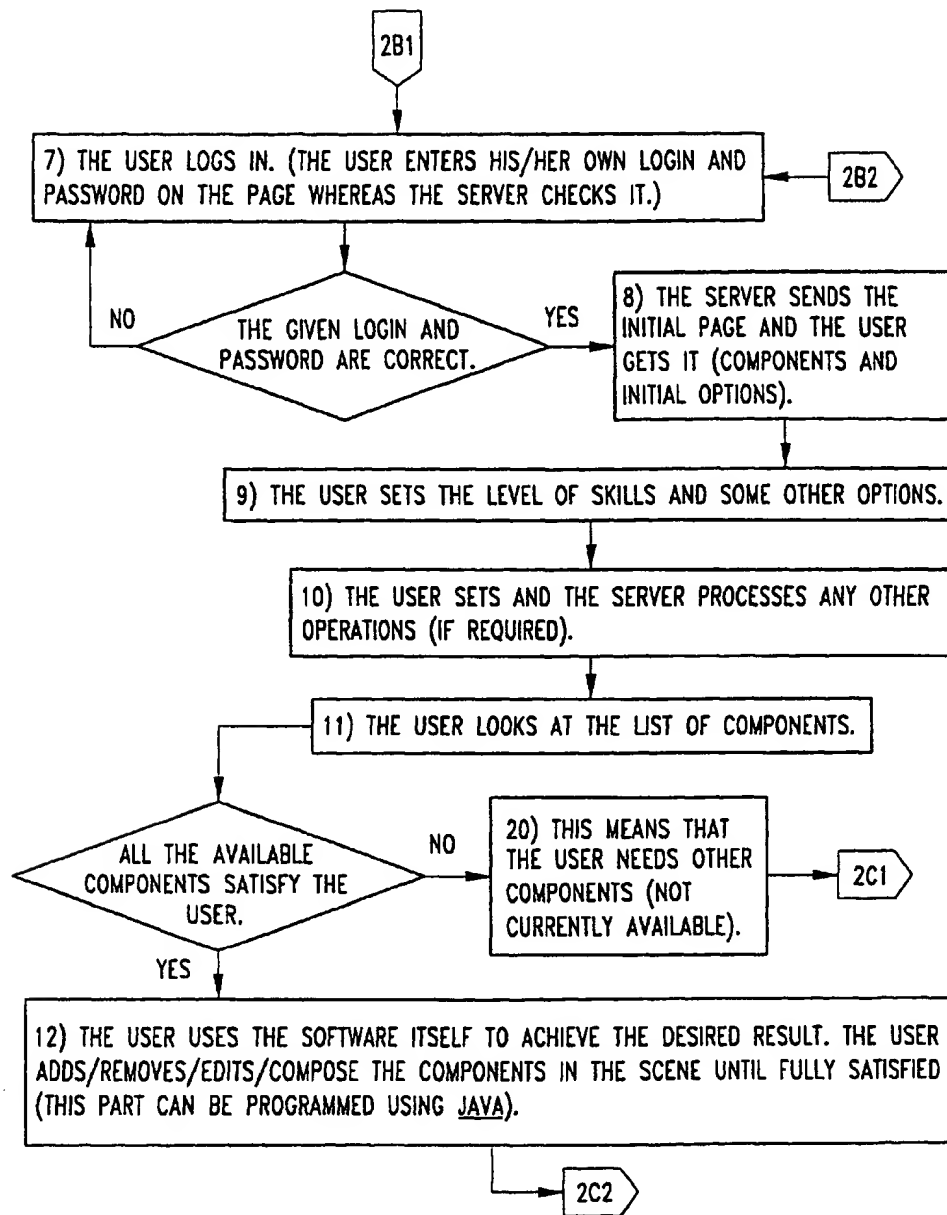 2B1
7) THE USER LOGS IN. (THE USER ENTERS HIS/HER OWN LOGIN AND
PASSWORD ON THE PAGE WHEREAS THE SERVER CHECKS IT.)
2B2
NO
THE GIVEN LOGIN AND
PASSWORD ARE CORRECT.
YES
8) THE SERVER SENDS THE
INITIAL PAGE AND THE USER
GETS IT (COMPONENTS AND
INITIAL OPTIONS).
9) THE USER SETS THE LEVEL OF SKILLS AND SOME OTHER OPTIONS.
10) THE USER SETS AND THE SERVER PROCESSES ANY OTHER
OPERATIONS (IF REQUIRED).
11) THE USER LOOKS AT THE LIST OF COMPONENTS.
ALL THE AVAILABLE
COMPONENTS SATISFY THE
USER.
NO
20) THIS MEANS THAT
THE USER NEEDS OTHER
COMPONENTS (NOT
CURRENTLY AVAILABLE).
2C1
YES
12) THE USER USES THE SOFTWARE ITSELF TO ACHIEVE THE DESIRED RESULT. THE USER
ADDS/REMOVES/EDITS/COMPOSE THE COMPONENTS IN THE SCENE UNTIL FULLY SATISFIED
(THIS PART CAN BE PROGRAMMED USING JAVA).
2C2